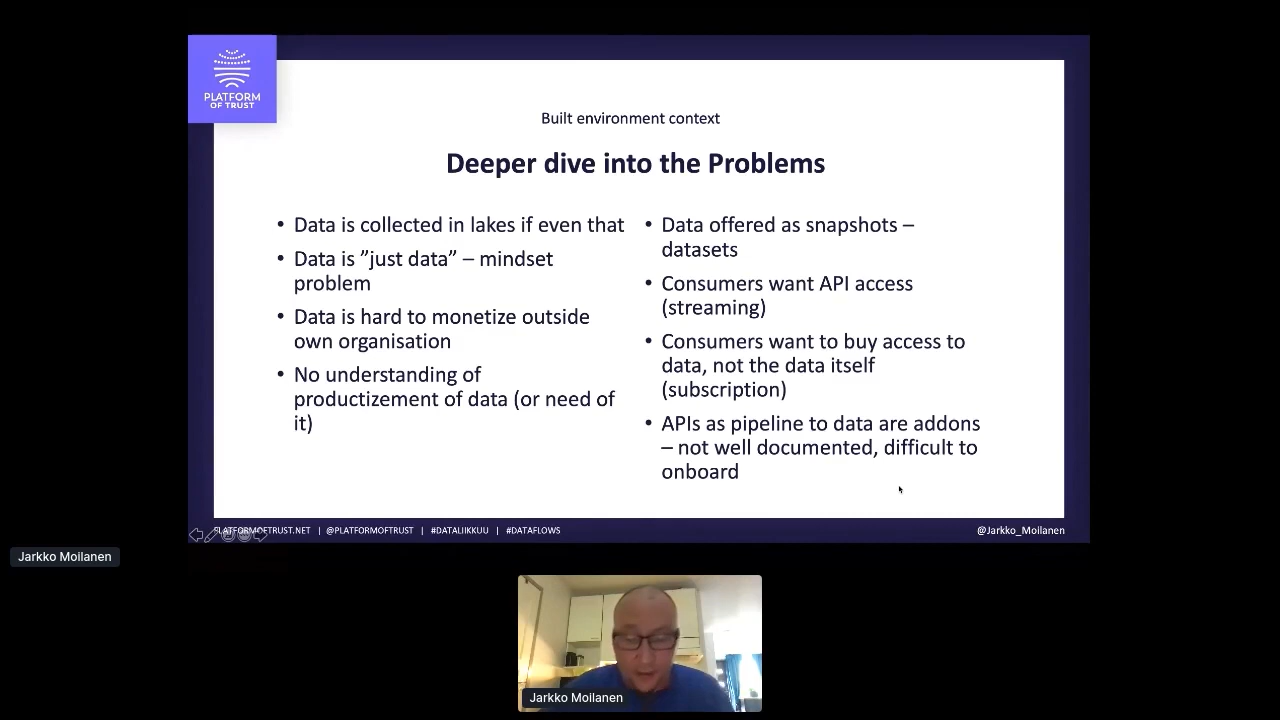 PLATFORM
OF TRUST
Built environment context
Deeper dive into the Problems
• Data is collected in lakes if even that
• Data is ”just data” – mindset
problem
• Data is hard to monetize outside
own organisation
• No understanding of
productizement of data (or need of
it)
• Data offered as snapshots –
datasets
• Consumers want API access
(streaming)
• Consumers want to buy access to
data, not the data itself
(subscription)
• APIs as pipeline to data are addons
– not well documented, difficult to
onboard
PLATFORMOFTRUST.NET | @PLATFORMOFTRUST | #DATALIIKKUU | #DATAFLOWS
@Jarkko_Moilanen
Jarkko Moilanen
Jarkko Moilanen